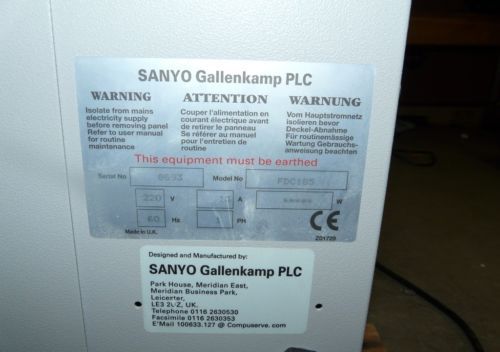 SANYO Gallenkamp PLC
WARNING
Isolate from mains
electricity supply
before removing panel
Refer to user manual
for routine
maintenance
ATTENTION
Couper l'alimentation en
courant électrique avant
de retirer le panneau
Se référer au manuel
pour l'entretien de
routine
WARNUNG
Vom Hauptstromnetz
isolieren bevor
Deckel-Abnahme
Für routinemässige
Wartung Gebrauchs-
anweisung beachten
This equipment must be earthed
Serial No Model No
220 V A W
60 Hz PH
Made in U.K. CE
Designed and Manufactured by:
SANYO Gallenkamp PLC
Park House, Meridian East,
Meridian Business Park,
Leicerter,
UK.
Telephone 0116 2630530
Facsimile 0116 2630353
E'Mail 100633.127 @ Compuserve.com